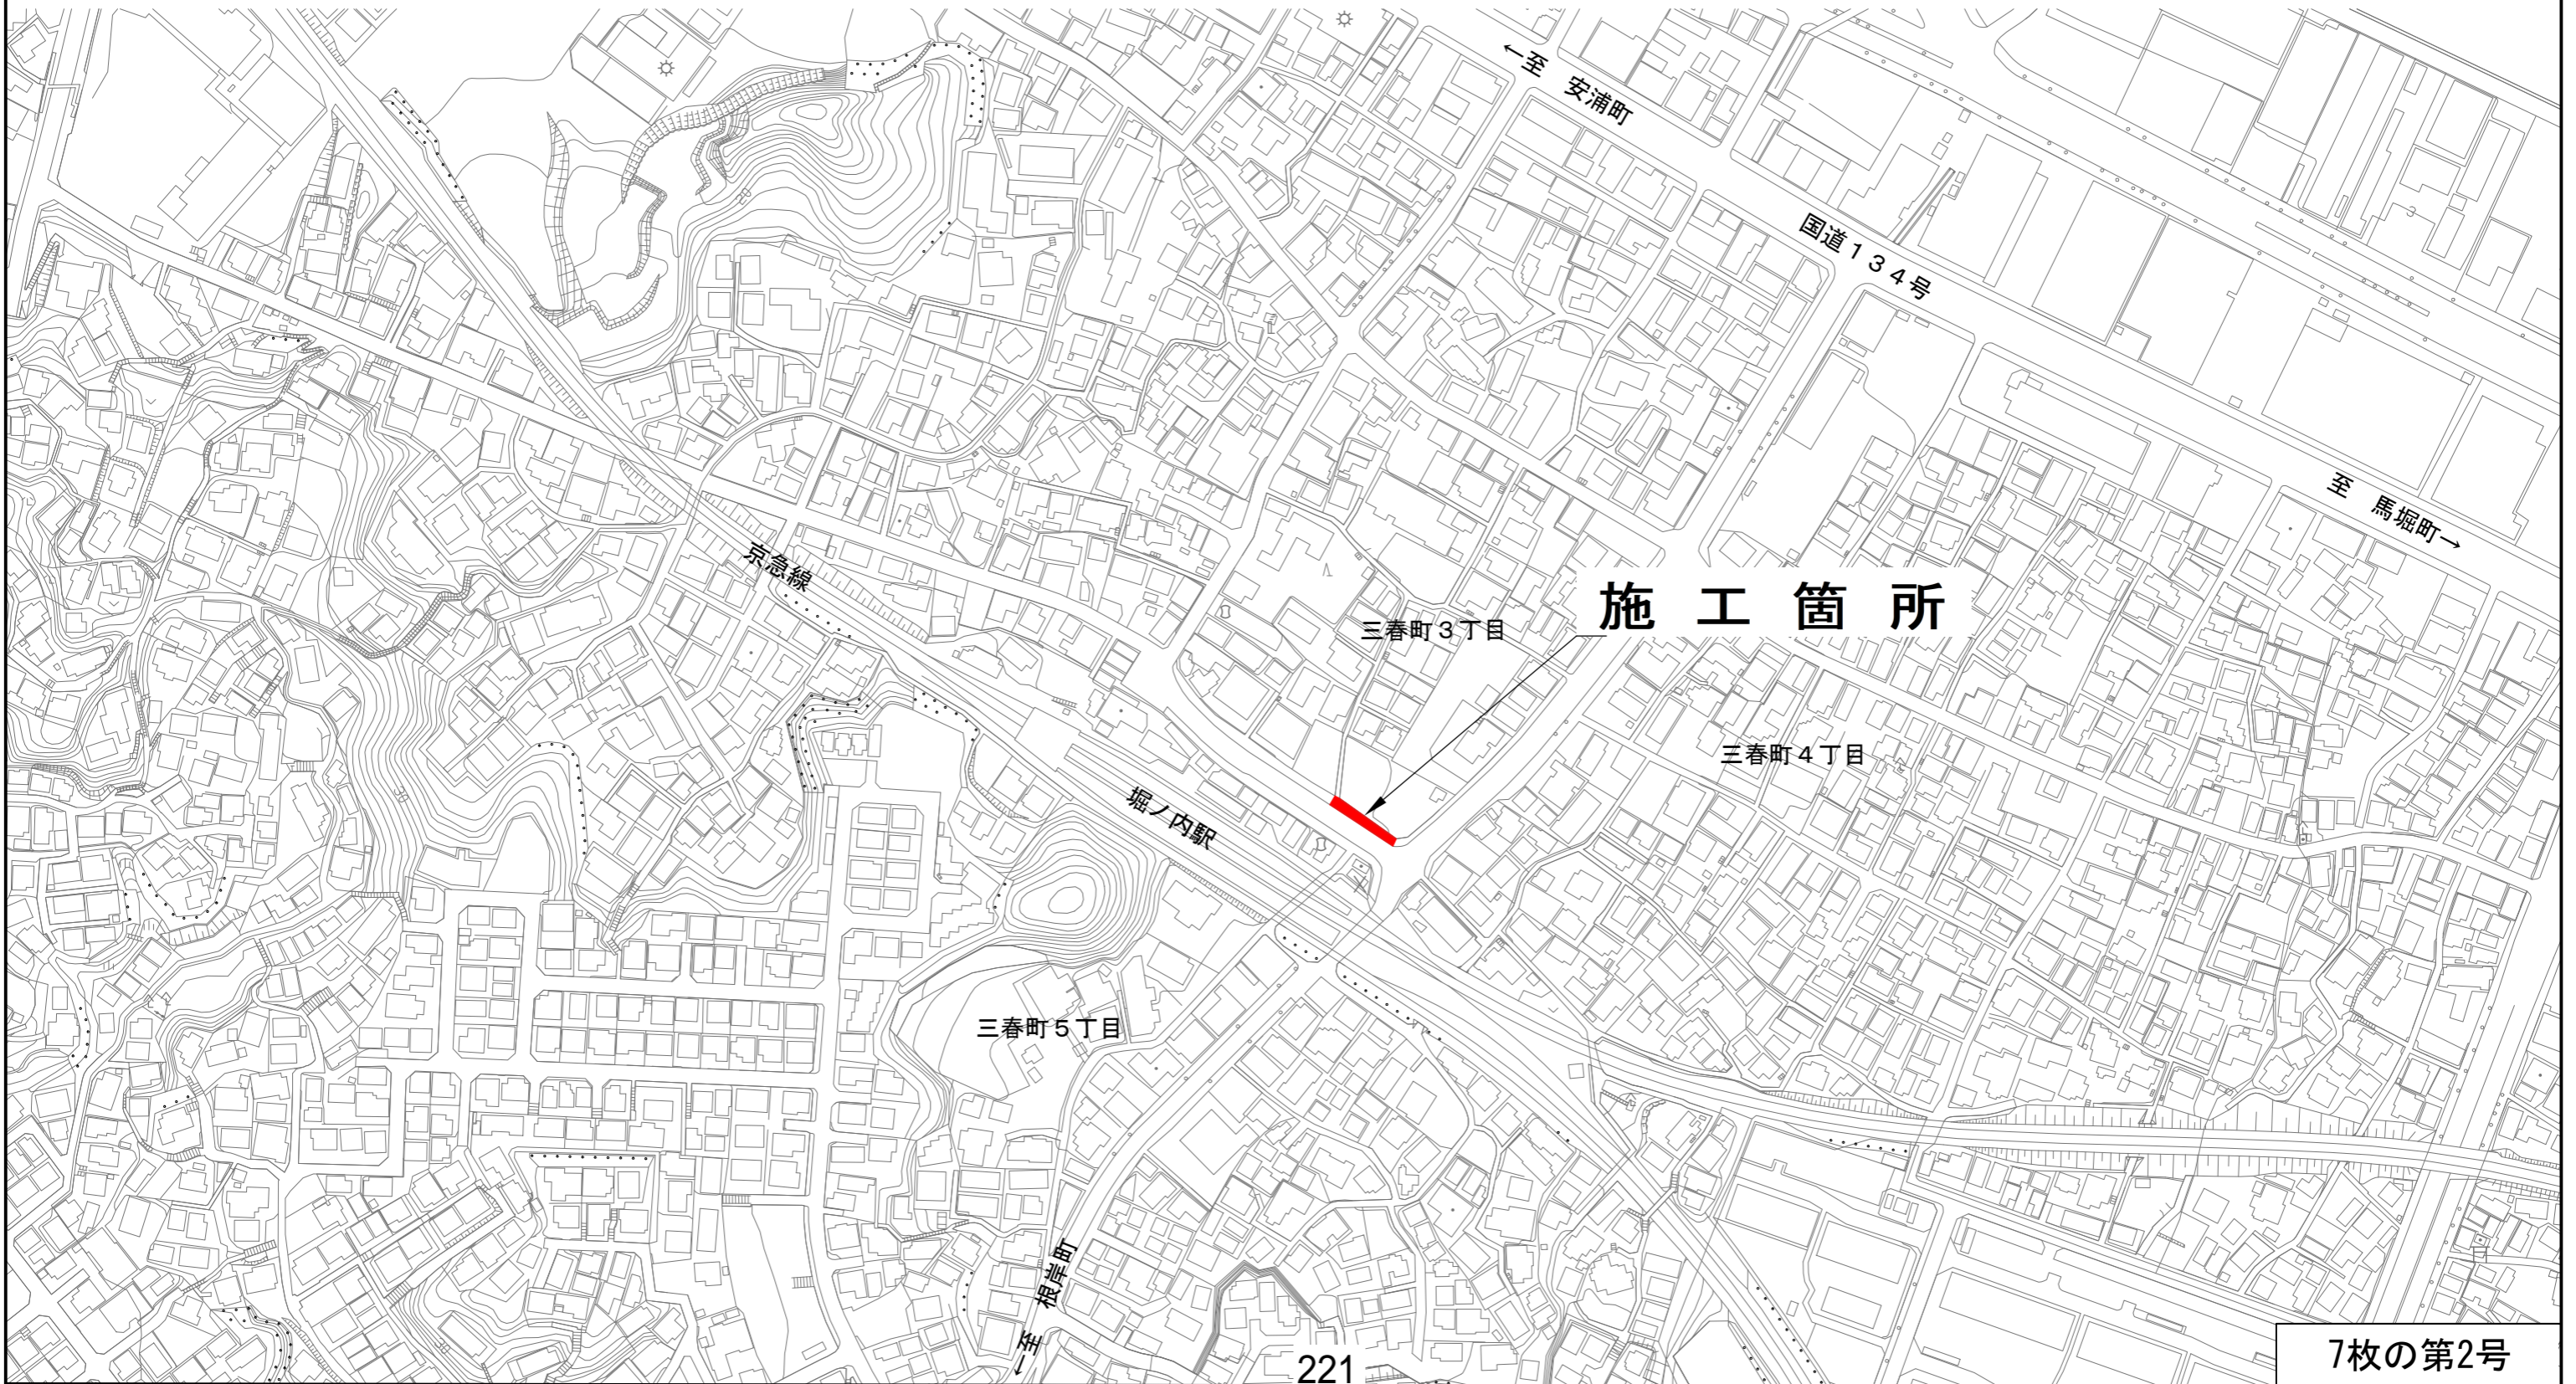 ←至　安浦町
国道１３４号
至　馬堀町→
京急線
施　工　箇　所
三春町３丁目
三春町４丁目
堀ノ内駅
三春町５丁目
←至　根岸町
221
7枚の第2号